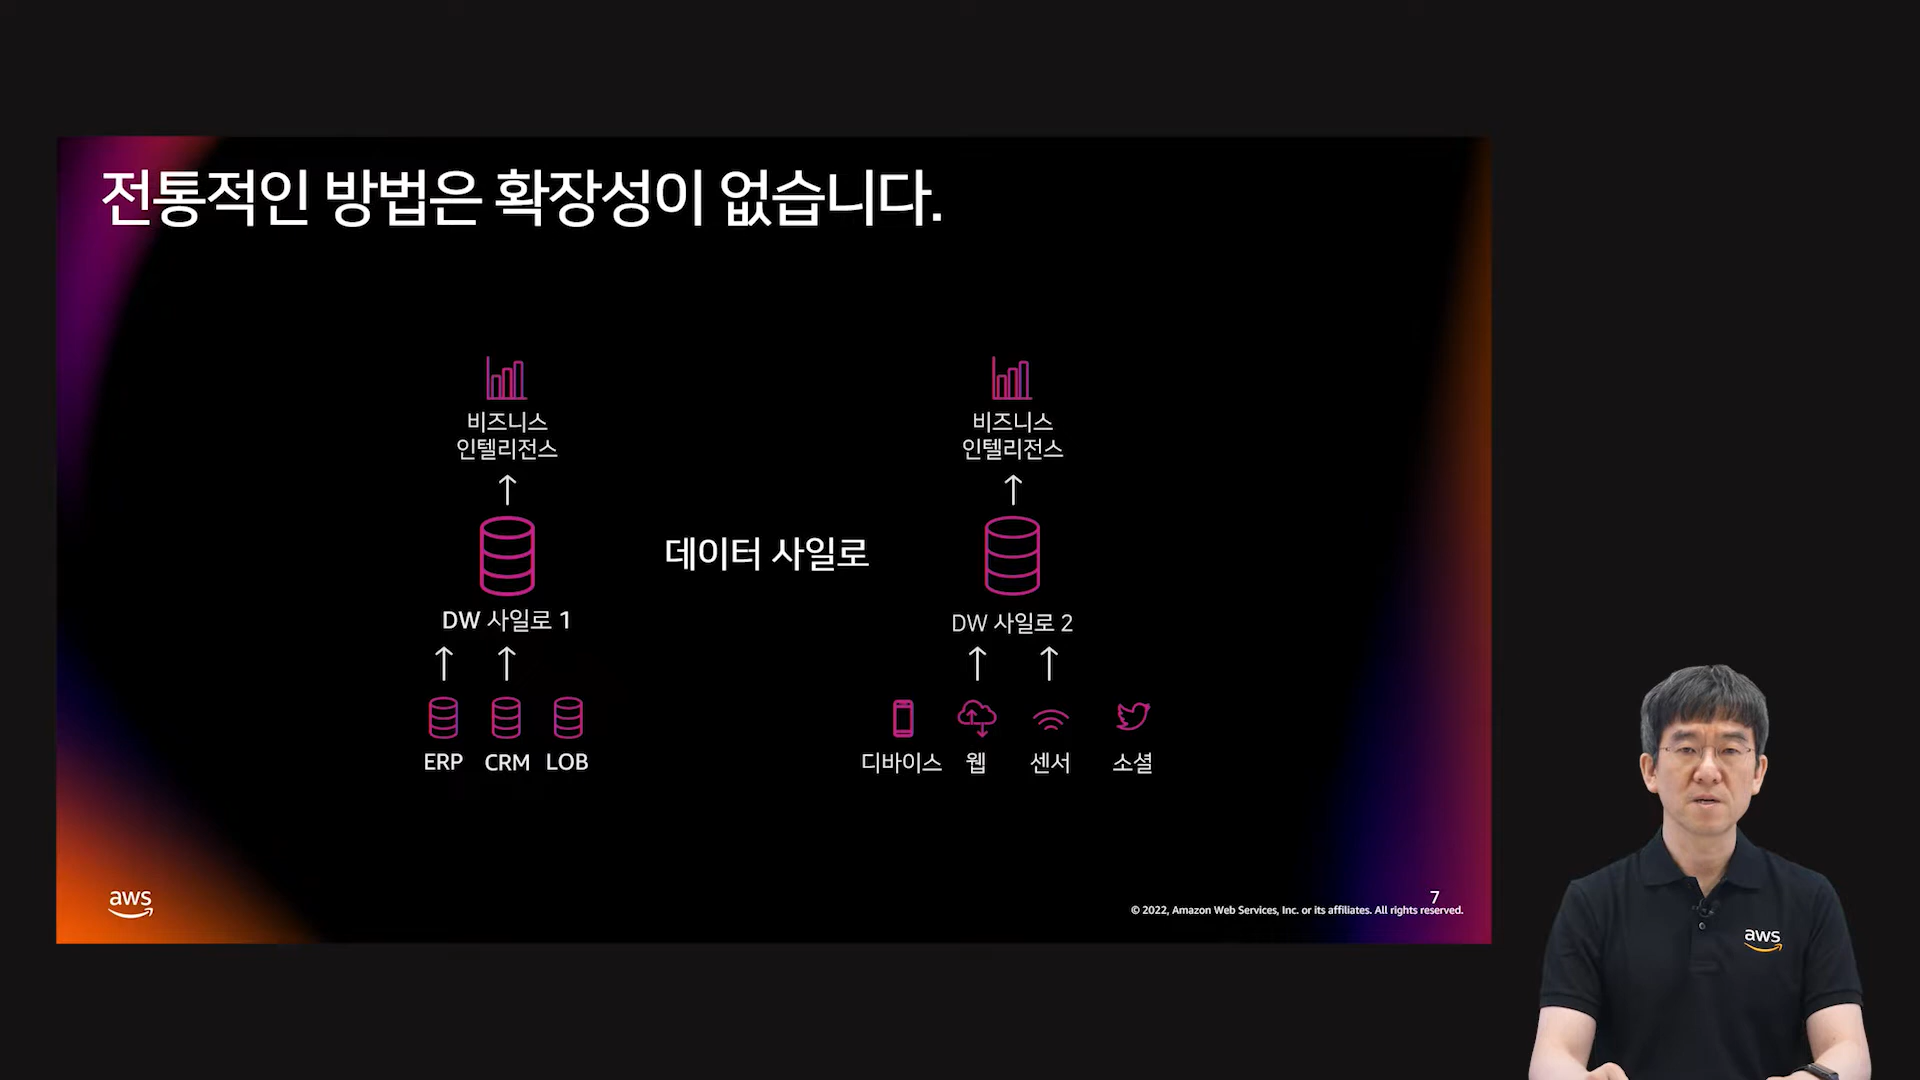 전통적인 방법은 확장성이 없습니다.
비즈니스
인텔리전스
비즈니스
인텔리전스
데이터 사일로
DW 사일로 1
DW 사일로 2
ERP CRM LOB
디바이스 웹 센서 소셜
aws
7
© 2022, Amazon Web Services, Inc. or its affiliates. All rights reserved.
aws